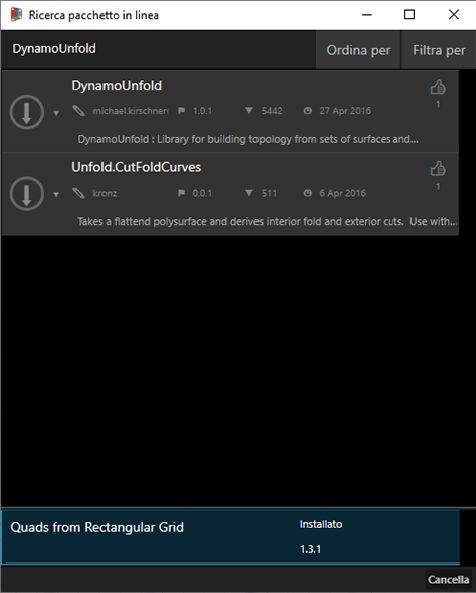 Ricerca pacchetto in linea
DynamoUnfold
Ordina per
Filtra per
DynamoUnfold
1
michael.kirschner 1.0.1 5442 27 Apr 2016
DynamoUnfold : Library for building topology from sets of surfaces and....
Unfolld.CutFoldCurves
1
kronz 0.0.1 511 6 Apr 2016
Takes a flattend polysurface and derives interior fold and exterior cuts. Use with...
Quads from Rectangular Grid
Installato
1.3.1
Cancella